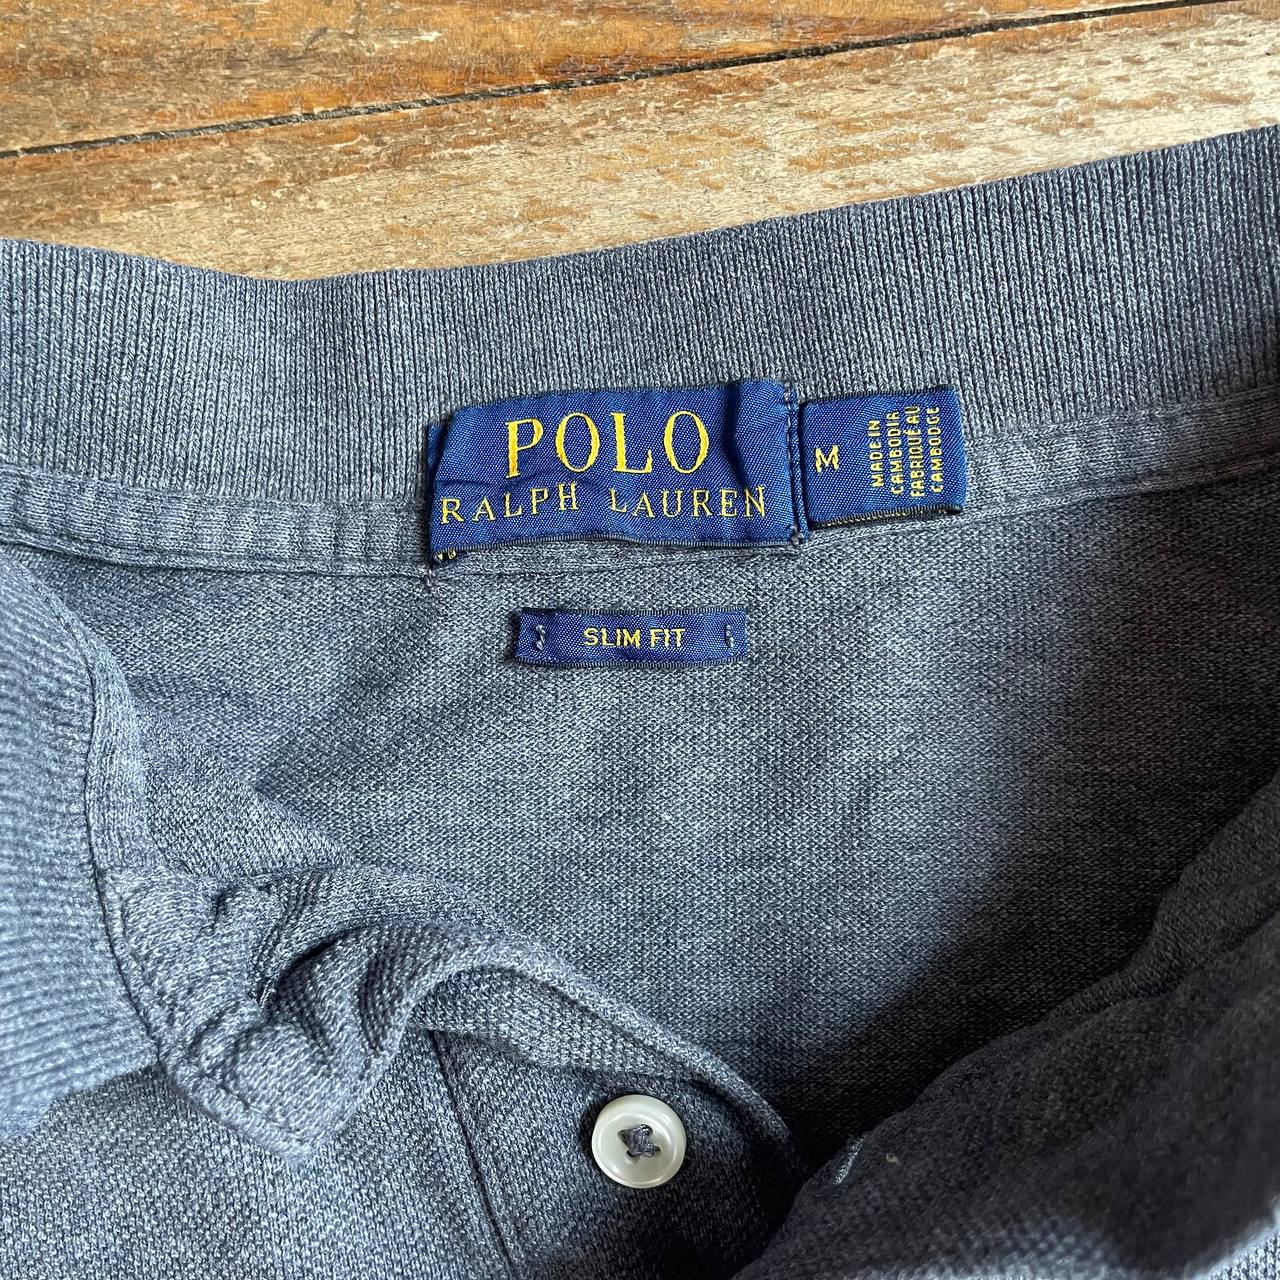 POLO
RALPH LAUREN
M
MADE IN
CAMBODIA
FABRIQUÉ AU
CAMBODGE
SLIM FIT